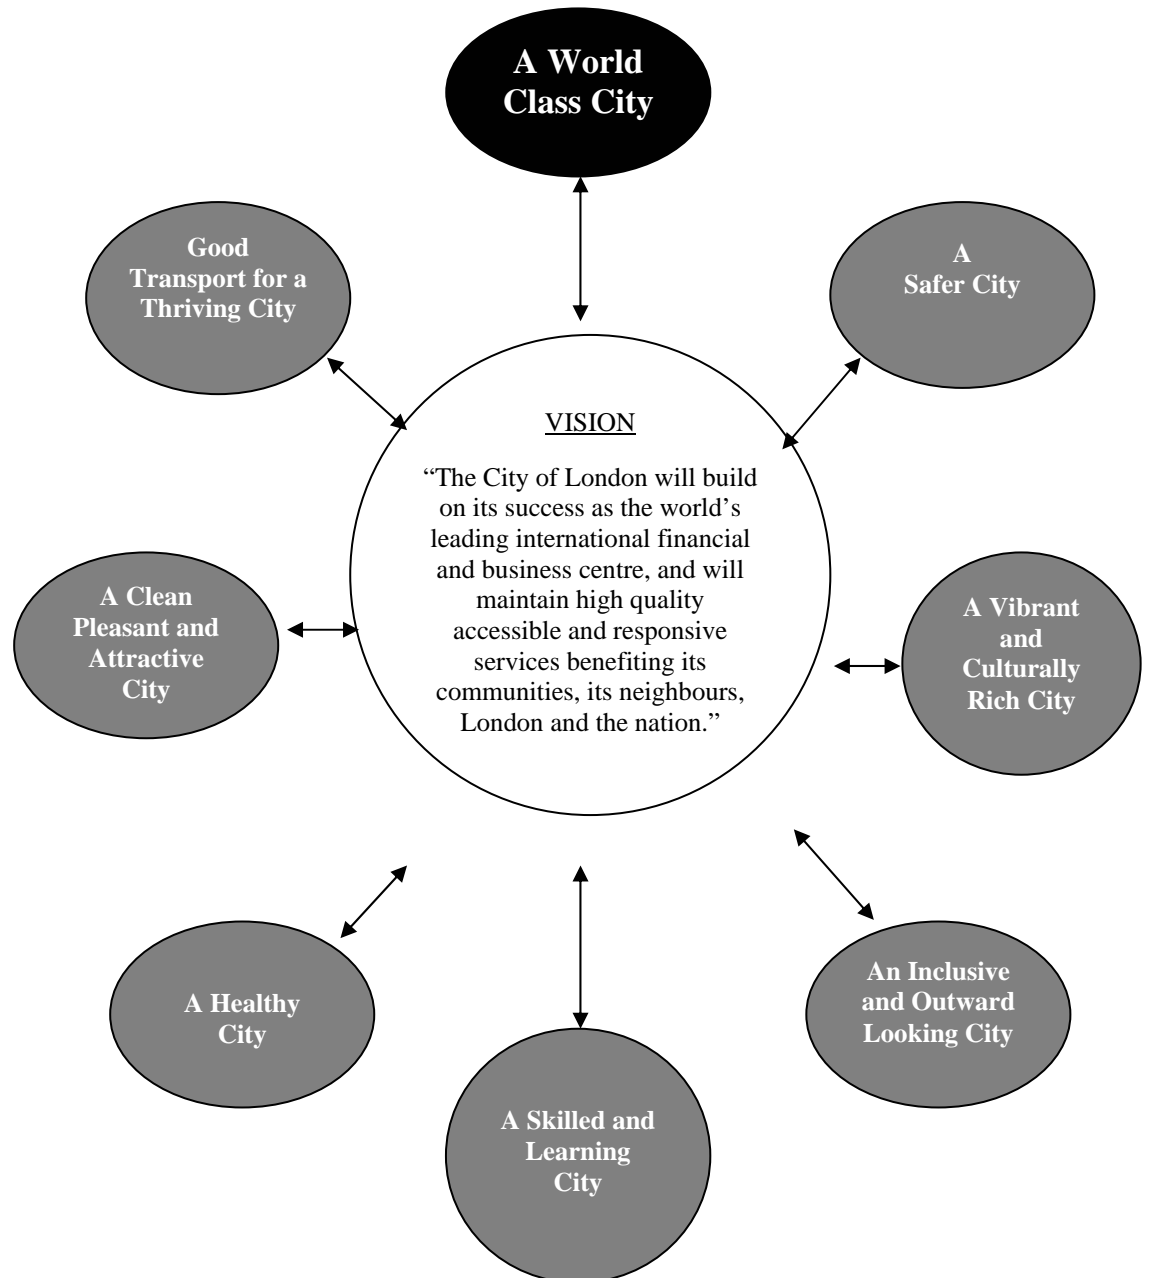 A World
Class City
Good
Transport for a
Thriving City
A
Safer City
VISION
“The City of London will build
on its success as the world’s
leading international financial
and business centre, and will
maintain high quality
accessible and responsive
services benefiting its
communities, its neighbours,
London and the nation.”
A Clean
Pleasant and
Attractive
City
A Vibrant
and
Culturally
Rich City
A Healthy
City
An Inclusive
and Outward
Looking City
A Skilled and
Learning
City